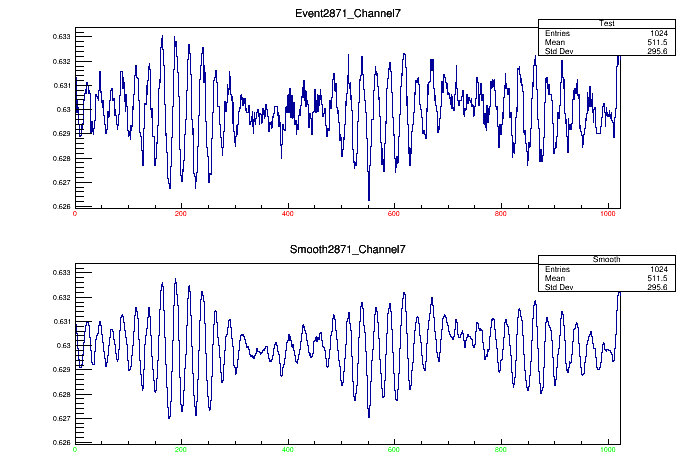 Event2871_Channel7
Test
Entries 1024
Mean 511.5
Std Dev 295.6
0.633
0.632
0.631
0.63
0.629
0.628
0.627
0.626
0 200 400 600 800 1000
Smooth2871_Channel7
Smooth
Entries 1024
Mean 511.5
Std Dev 295.6
0.633
0.632
0.631
0.63
0.629
0.628
0.627
0.626
0 200 400 600 800 1000